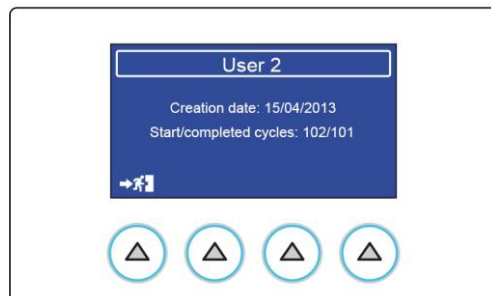 User 2
Creation date: 15/04/2013
Start/completed cycles: 102/101